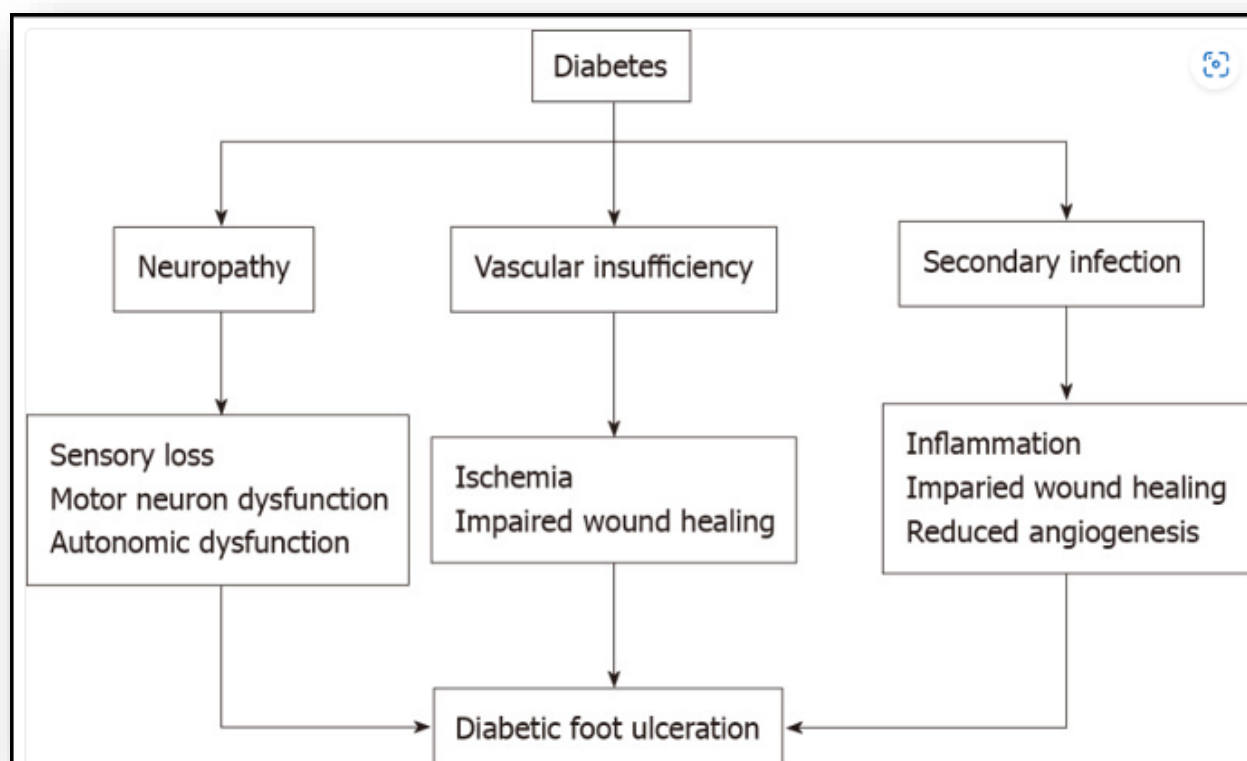 Diabetes
Neuropathy
Vascular insufficiency
Secondary infection
Sensory loss
Motor neuron dysfunction
Autonomic dysfunction
Ischemia
Impaired wound healing
Inflammation
Imparied wound healing
Reduced angiogenesis
Diabetic foot ulceration